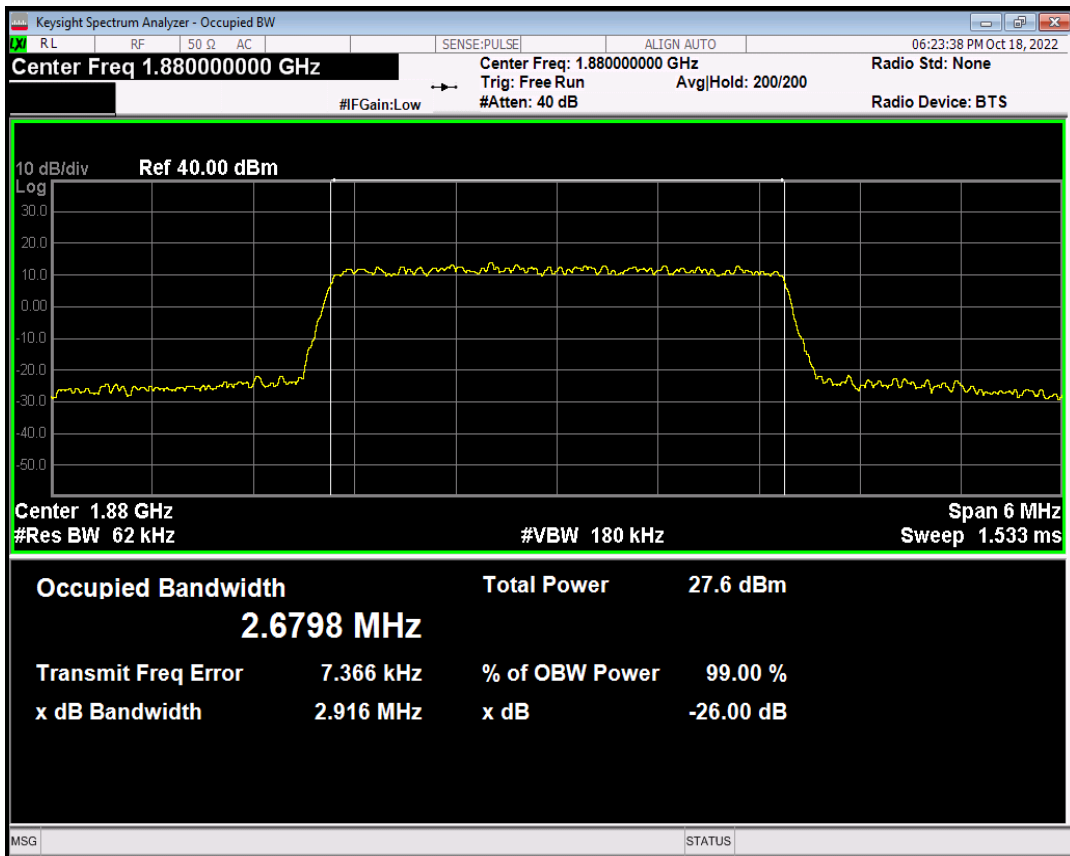 Keysight Spectrum Analyzer - Occupied BW
LXI RL RF 50 Ω AC SENSE:PULSE ALIGN AUTO 06:23:38 PM Oct 18, 2022
Center Freq 1.880000000 GHz
Center Freq: 1.880000000 GHz Radio Std: None
Trig: Free Run Avg|Hold: 200/200
#IFGain:Low #Atten: 40 dB Radio Device: BTS
10 dB/div Ref 40.00 dBm
Log
30.0
20.0
10.0
0.00
-10.0
-20.0
-30.0
-40.0
-50.0
Center 1.88 GHz Span 6 MHz
#Res BW 62 kHz #VBW 180 kHz Sweep 1.533 ms
Occupied Bandwidth Total Power 27.6 dBm
2.6798 MHz
Transmit Freq Error 7.366 kHz % of OBW Power 99.00 %
x dB Bandwidth 2.916 MHz x dB -26.00 dB
MSG STATUS